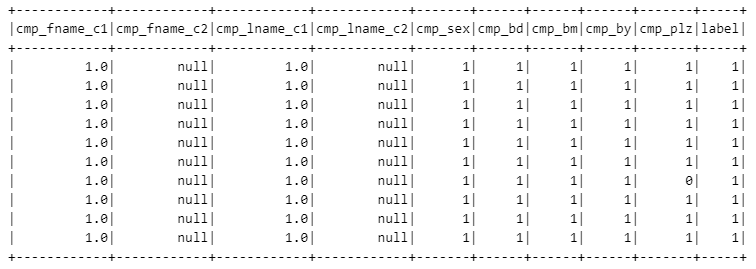 +------------+------------+------------+------------+-------+------+------+------+-------+-----+
|cmp_fname_c1|cmp_fname_c2|cmp_lname_c1|cmp_lname_c2|cmp_sex|cmp_bd|cmp_bm|cmp_by|cmp_plz|label|
+------------+------------+------------+------------+-------+------+------+------+-------+-----+
|         1.0|        null|         1.0|        null|      1|     1|     1|     1|      1|    1|
|         1.0|        null|         1.0|        null|      1|     1|     1|     1|      1|    1|
|         1.0|        null|         1.0|        null|      1|     1|     1|     1|      1|    1|
|         1.0|        null|         1.0|        null|      1|     1|     1|     1|      1|    1|
|         1.0|        null|         1.0|        null|      1|     1|     1|     1|      1|    1|
|         1.0|        null|         1.0|        null|      1|     1|     1|     1|      1|    1|
|         1.0|        null|         1.0|        null|      1|     1|     1|     1|      0|    1|
|         1.0|        null|         1.0|        null|      1|     1|     1|     1|      1|    1|
|         1.0|        null|         1.0|        null|      1|     1|     1|     1|      1|    1|
|         1.0|        null|         1.0|        null|      1|     1|     1|     1|      1|    1|
+------------+------------+------------+------------+-------+------+------+------+-------+-----+